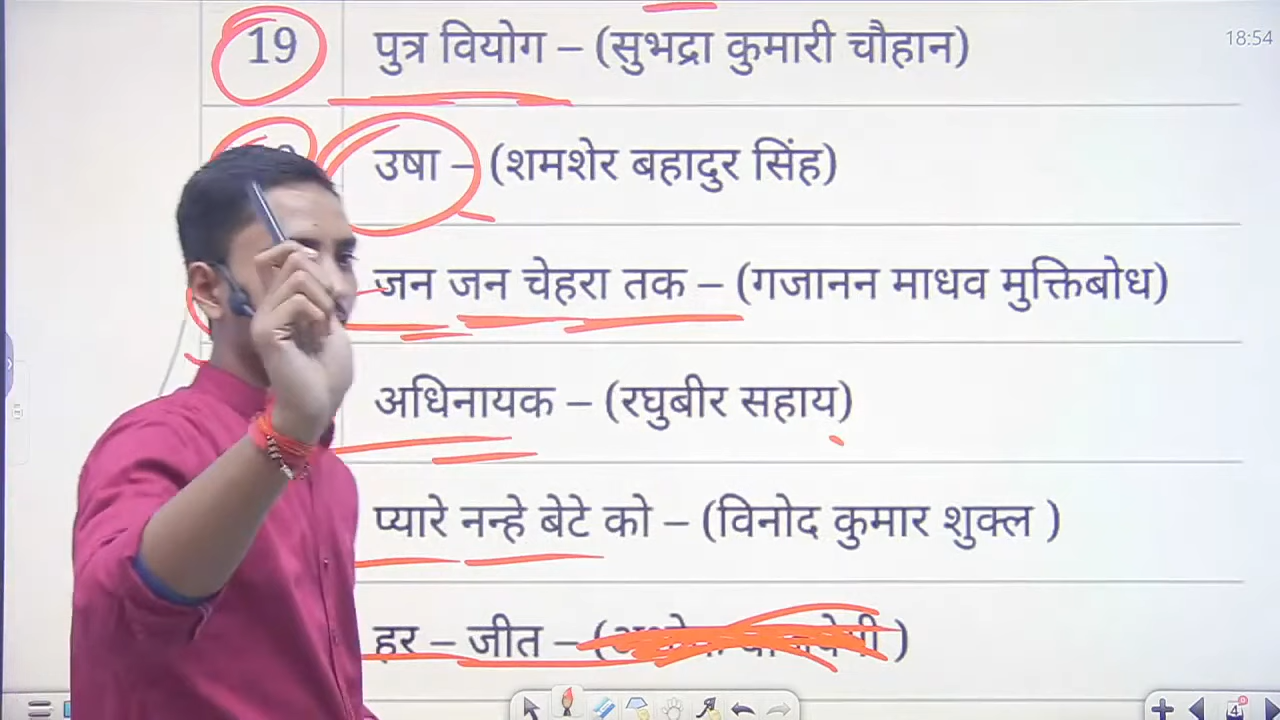 18:54
19 पुत्र वियोग – (सुभद्रा कुमारी चौहान)
उषा – (शमशेर बहादुर सिंह)
जन जन चेहरा तक – (गजानन माधव मुक्तिबोध)
अधिनायक – (रघुबीर सहाय)
प्यारे नन्हे बेटे को – (विनोद कुमार शुक्ल )
हर – जीत – ( )
4